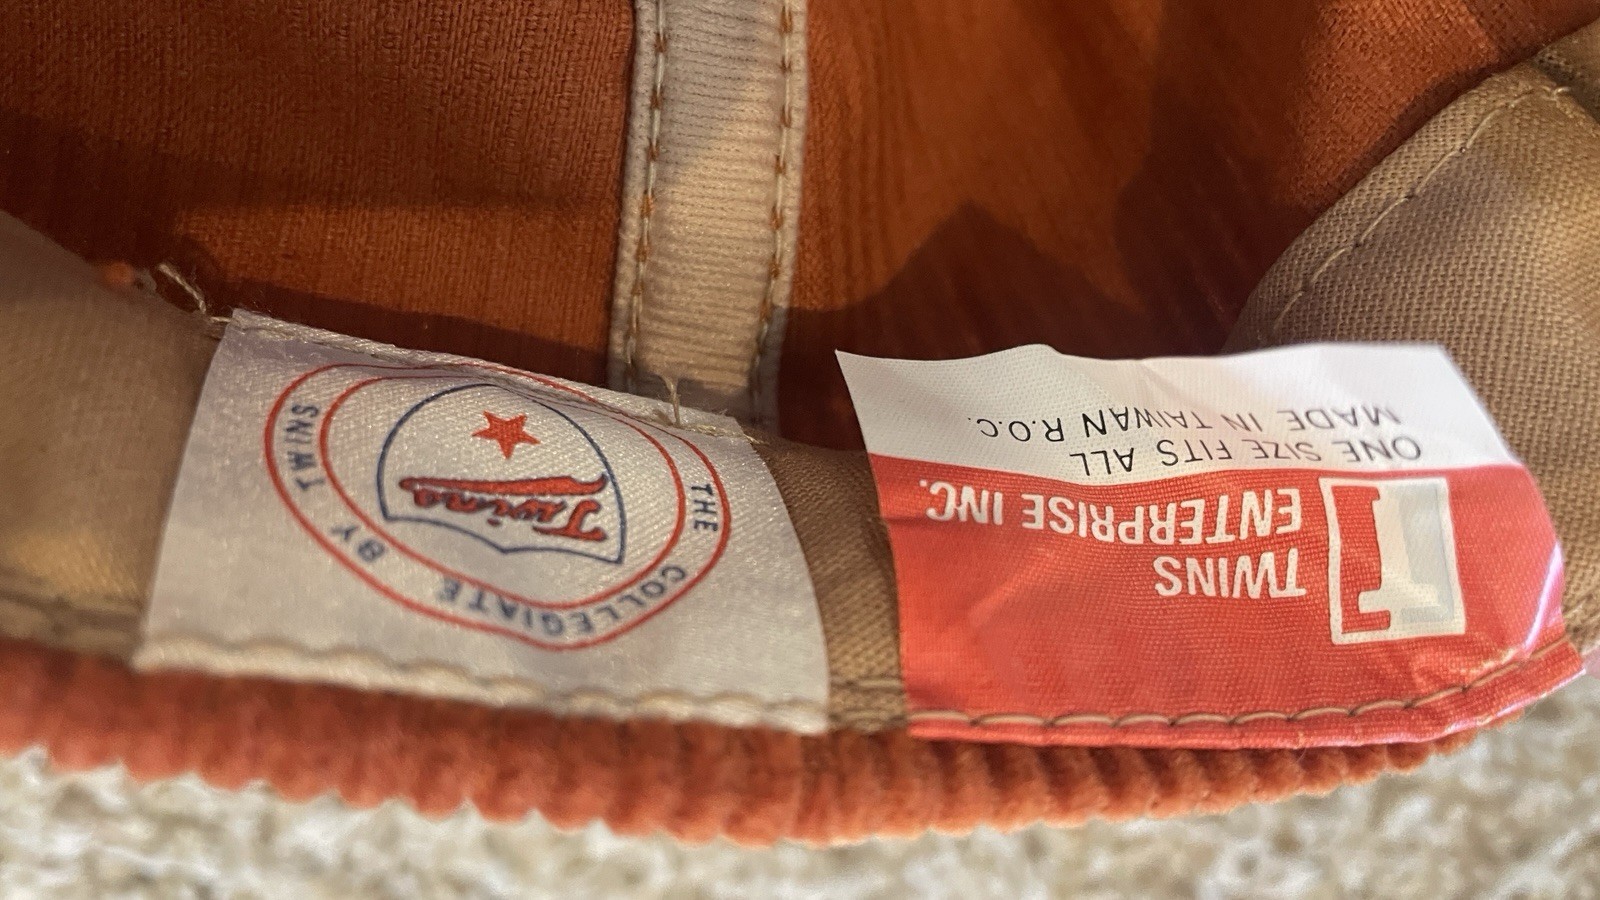 THE COLLEGIATE BY TWINS
Twins
TWINS
ENTERPRISE INC.
ONE SIZE FITS ALL
MADE IN TAIWAN R.O.C.